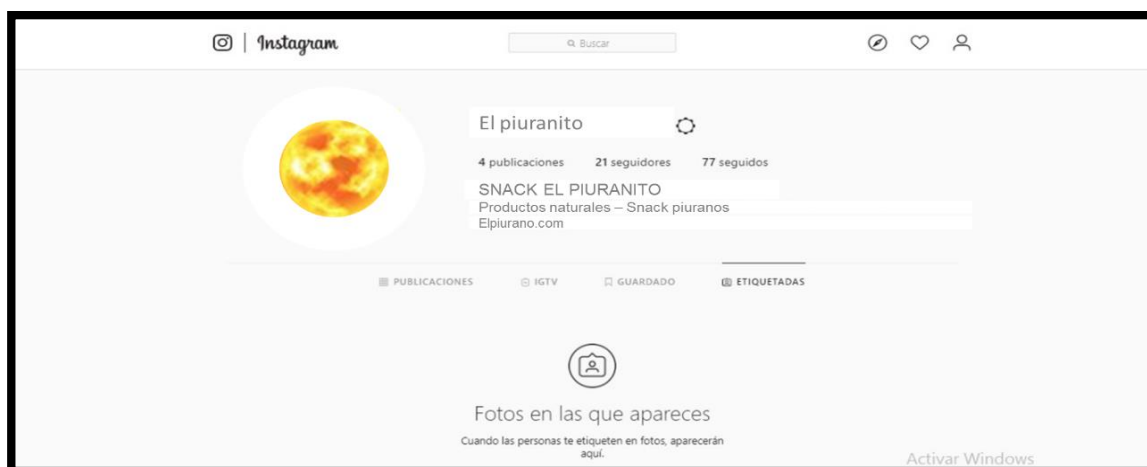 Instagram
Buscar
El piuranito
4 publicaciones 21 seguidores 77 seguidos
SNACK EL PIURANITO
Productos naturales – Snack piuranos
Elpiurano.com
PUBLICACIONES IGTV GUARDADO ETIQUETADAS
Fotos en las que apareces
Cuando las personas te etiqueten en fotos, aparecerán
aquí.
Activar Windows